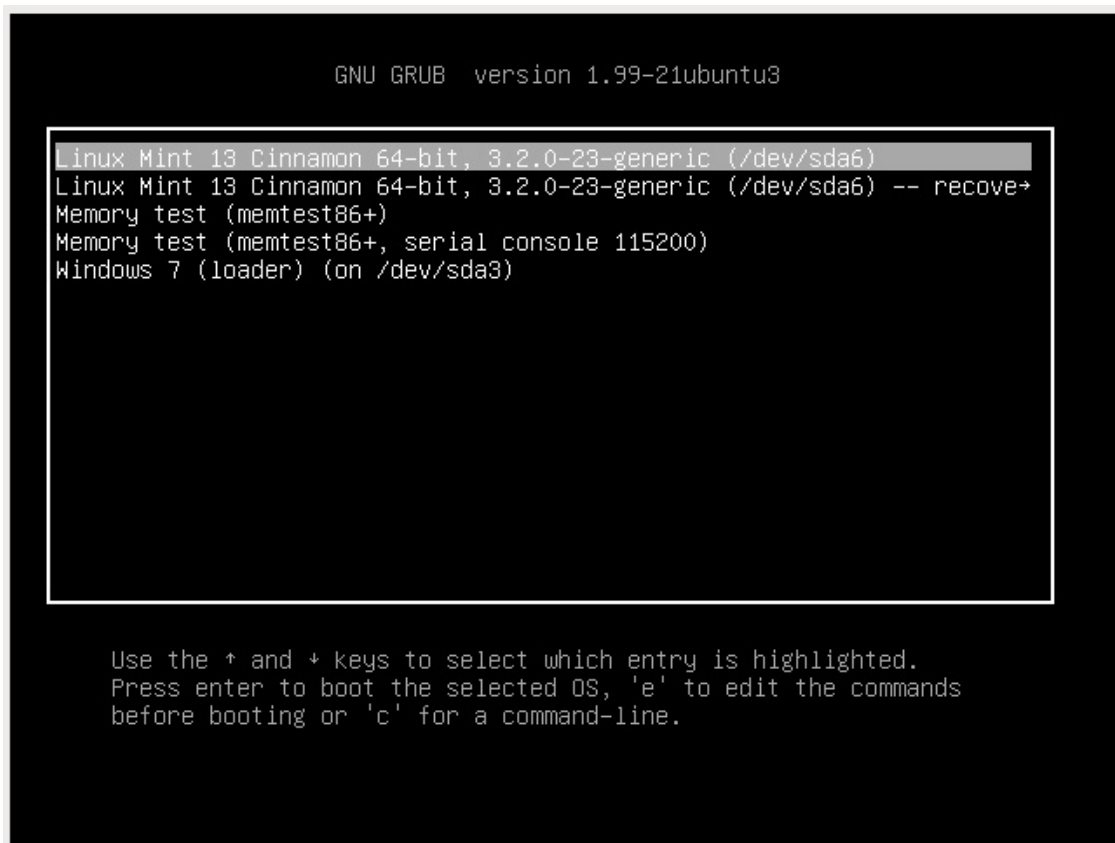 GNU GRUB  version 1.99-21ubuntu3
Linux Mint 13 Cinnamon 64-bit, 3.2.0-23-generic (/dev/sda6)
Linux Mint 13 Cinnamon 64-bit, 3.2.0-23-generic (/dev/sda6) -- recove→
Memory test (memtest86+)
Memory test (memtest86+, serial console 115200)
Windows 7 (loader) (on /dev/sda3)
Use the ↑ and ↓ keys to select which entry is highlighted.
Press enter to boot the selected OS, 'e' to edit the commands
before booting or 'c' for a command-line.